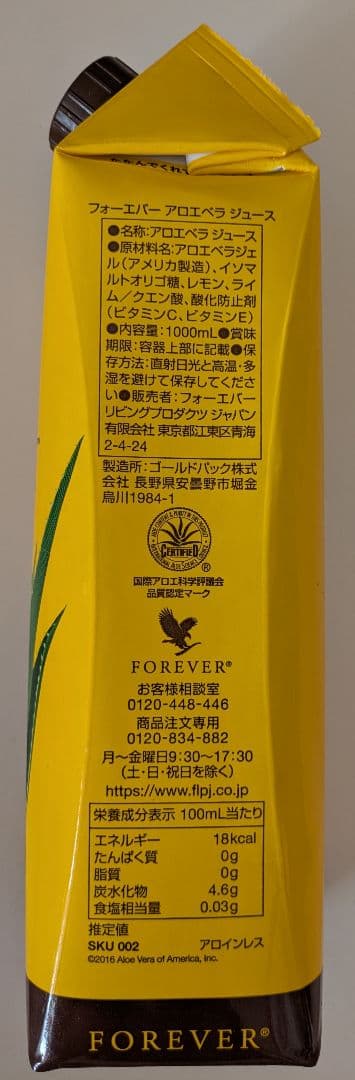 フォーエバー アロエベラ ジュース
●名称:アロエベラ ジュース
●原材料名:アロエベラジェ
ル(アメリカ製造)、イソマ
ルトオリゴ糖、レモン、ライ
ム/クエン酸、酸化防止剤
(ビタミンC、ビタミンE)
●内容量:1000mL●賞味
期限:容器上部に記載●保
存方法:直射日光と高温・多
湿を避けて保存してくださ
い●販売者:フォーエバー
リビングプロダクツ ジャパン
有限会社 東京都江東区青海
2-4-24
製造所:ゴールドパック株式
会社 長野県安曇野市堀金
烏川1984-1
CERTIFIED
INTERNATIONAL ALOE SCIENCE COUNCIL
®
国際アロエ科学評議会
品質認定マーク
FOREVER®
お客様相談室
0120-448-446
商品注文専用
0120-834-882
月～金曜日9:30～17:30
(土・日・祝日を除く)
https://www.flpj.co.jp
栄養成分表示 100mL当たり
エネルギー 18kcal
たんぱく質 0g
脂質 0g
炭水化物 4.6g
食塩相当量 0.03g
推定値
SKU 002 アロインレス
©2016 Aloe Vera of America, Inc.
FOREVER®